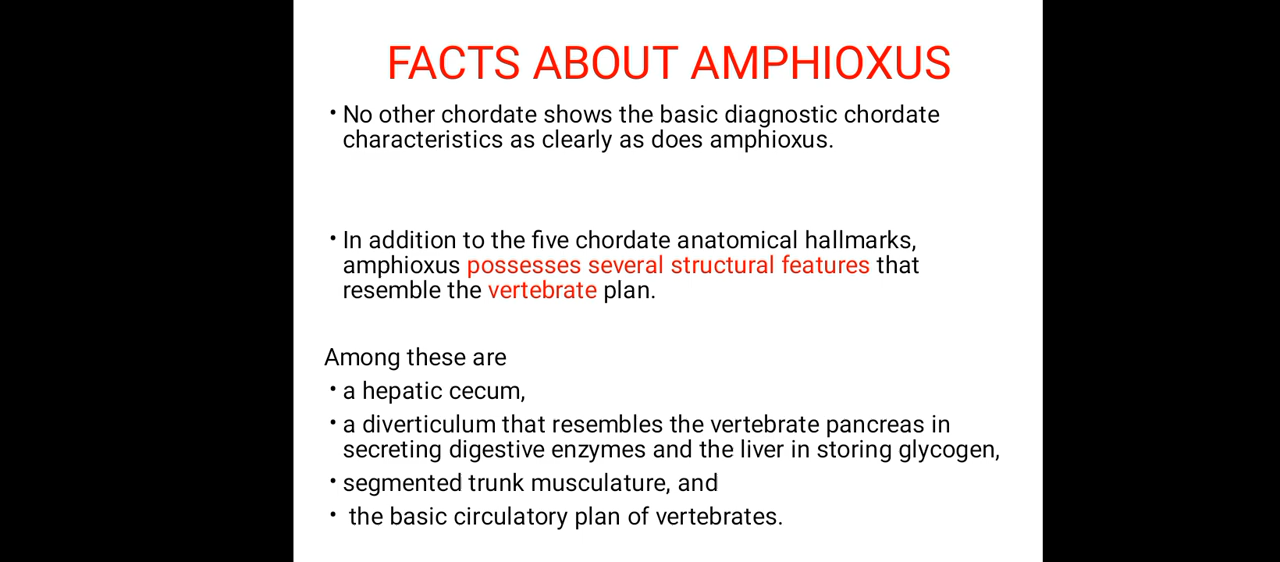 FACTS ABOUT AMPHIOXUS
• No other chordate shows the basic diagnostic chordate
characteristics as clearly as does amphioxus.
• In addition to the five chordate anatomical hallmarks,
amphioxus possesses several structural features that
resemble the vertebrate plan.
Among these are
• a hepatic cecum,
• a diverticulum that resembles the vertebrate pancreas in
secreting digestive enzymes and the liver in storing glycogen,
• segmented trunk musculature, and
• the basic circulatory plan of vertebrates.